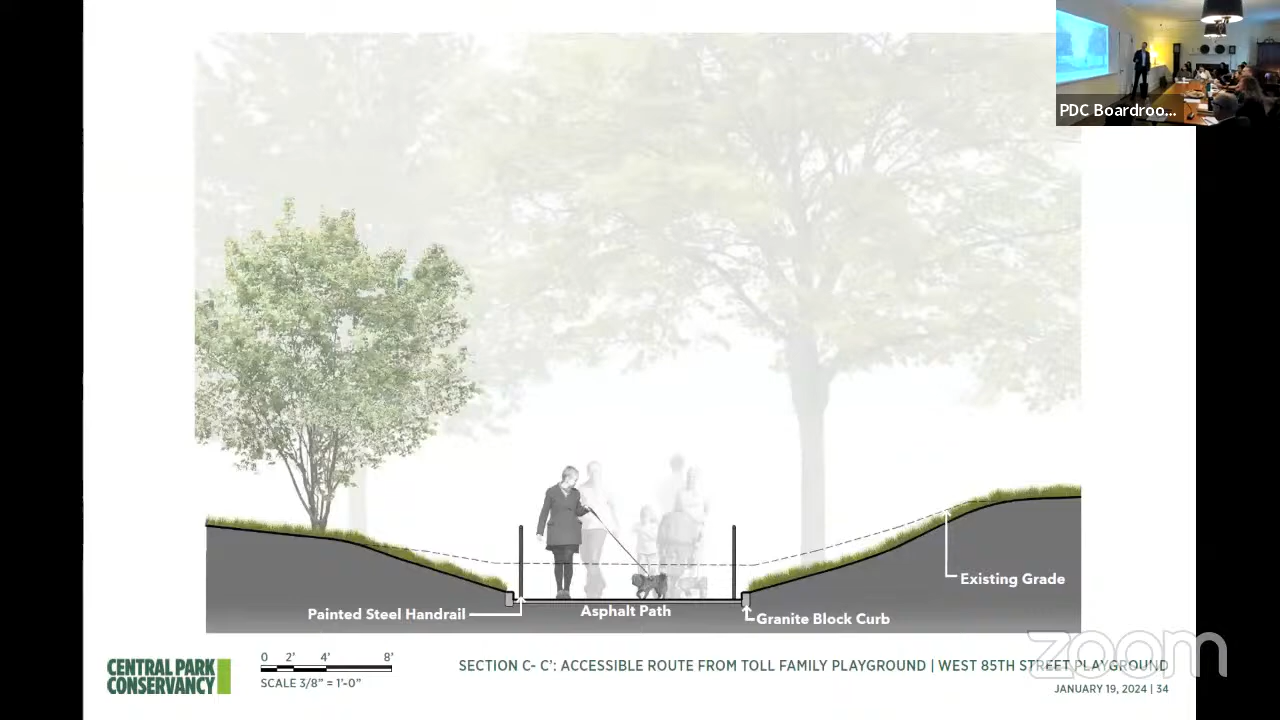 PDC Boardroo...
Existing Grade
Painted Steel Handrail
Asphalt Path
Granite Block Curb
CENTRAL PARK
CONSERVANCY
0 2' 4' 8'
SCALE 3/8" = 1'-0"
SECTION C- C': ACCESSIBLE ROUTE FROM TOLL FAMILY PLAYGROUND | WEST 85TH STREET PLAYGROUND
JANUARY 19, 2024 | 34
zoom